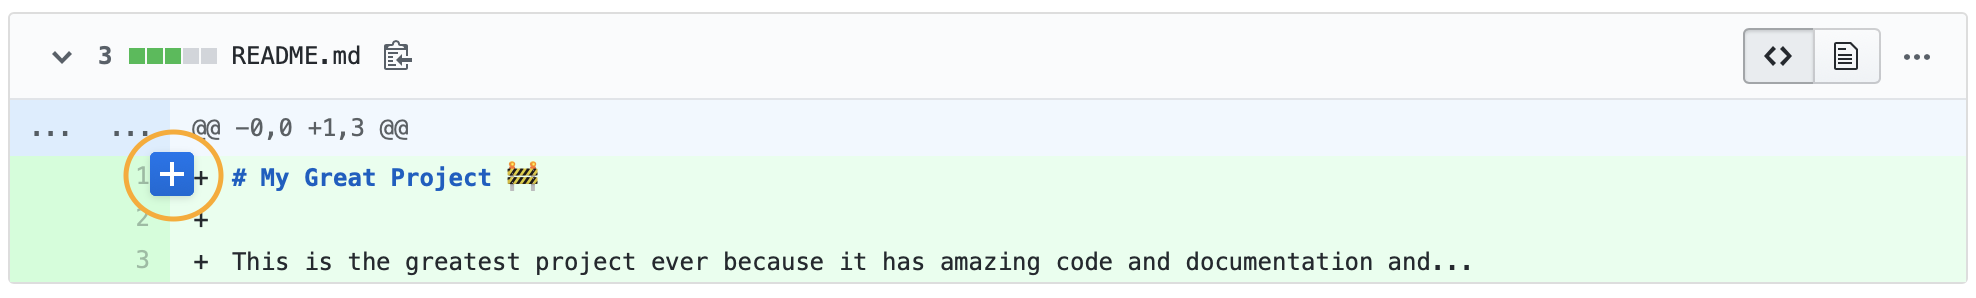 3 README.md
... ... @@ -0,0 +1,3 @@
1 + # My Great Project 🚧
2 +
3 + This is the greatest project ever because it has amazing code and documentation and...